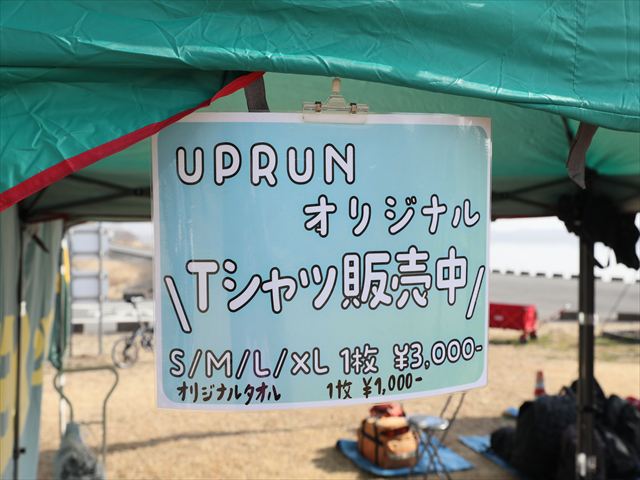 UPRUN
オリジナル
\Tシャツ販売中/
S/M/L/XL 1枚 ¥3,000-
オリジナルタオル 1枚 ¥1,000-